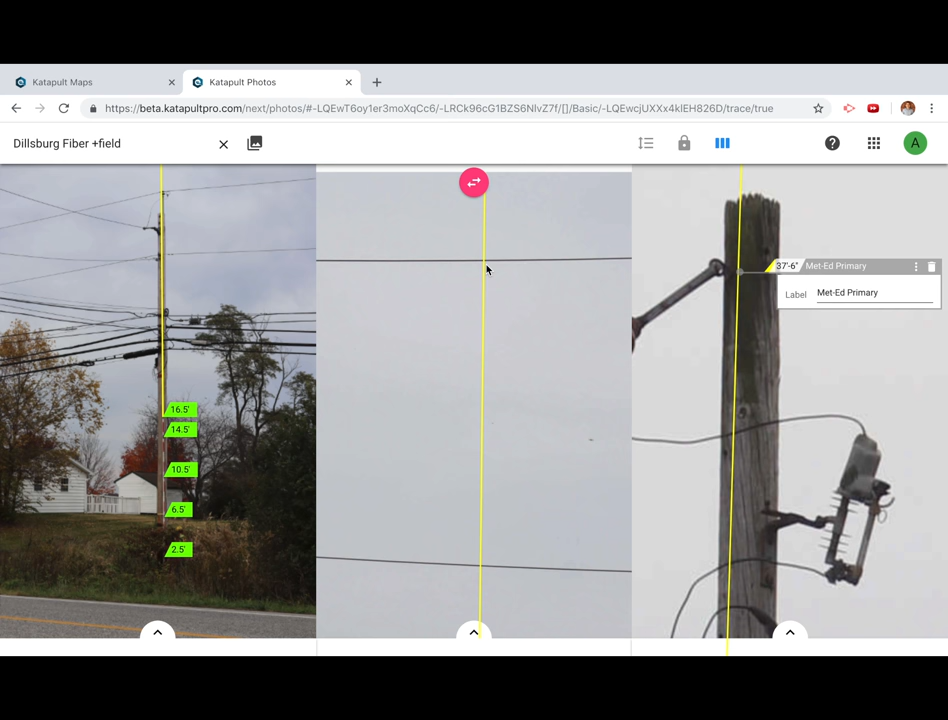 Katapult Maps
Katapult Photos
https://beta.katapultpro.com/next/photos/#-LQEwT6oy1er3moXqCc6/-LRCk96cG1BZS6NlvZ7f/[]/Basic/-LQEwcjUXXx4klEH826D/trace/true
Dillsburg Fiber +field
A
37'-6"
Met-Ed Primary
Label
Met-Ed Primary
16.5'
14.5'
10.5'
6.5'
2.5'